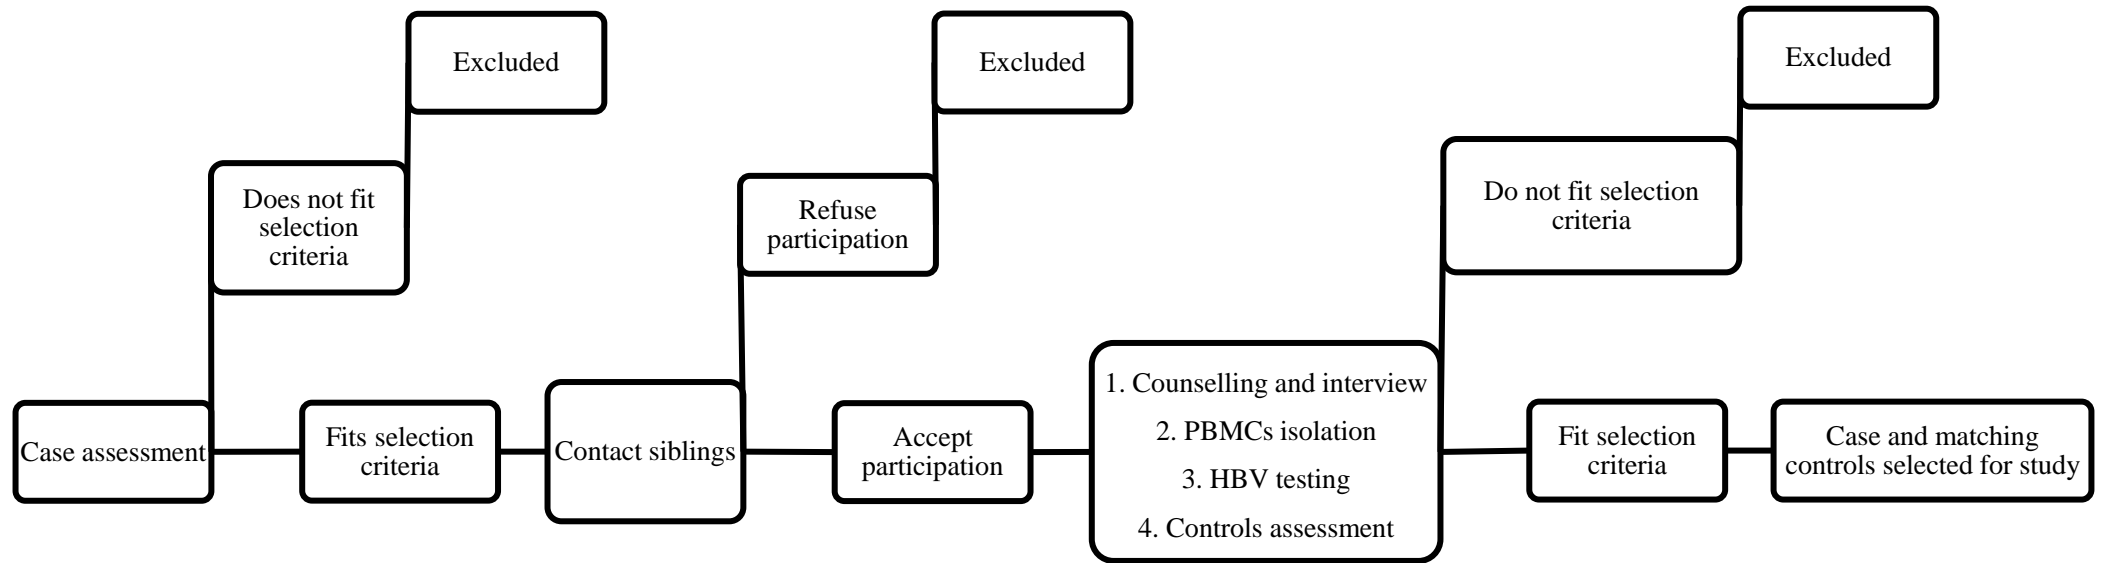 Excluded
Excluded
Excluded
Does not fit
selection
criteria
Refuse
participation
Do not fit selection
criteria
Case assessment
Fits selection
criteria
Contact siblings
Accept
participation
1. Counselling and interview
2. PBMCs isolation
3. HBV testing
4. Controls assessment
Fit selection
criteria
Case and matching
controls selected for study